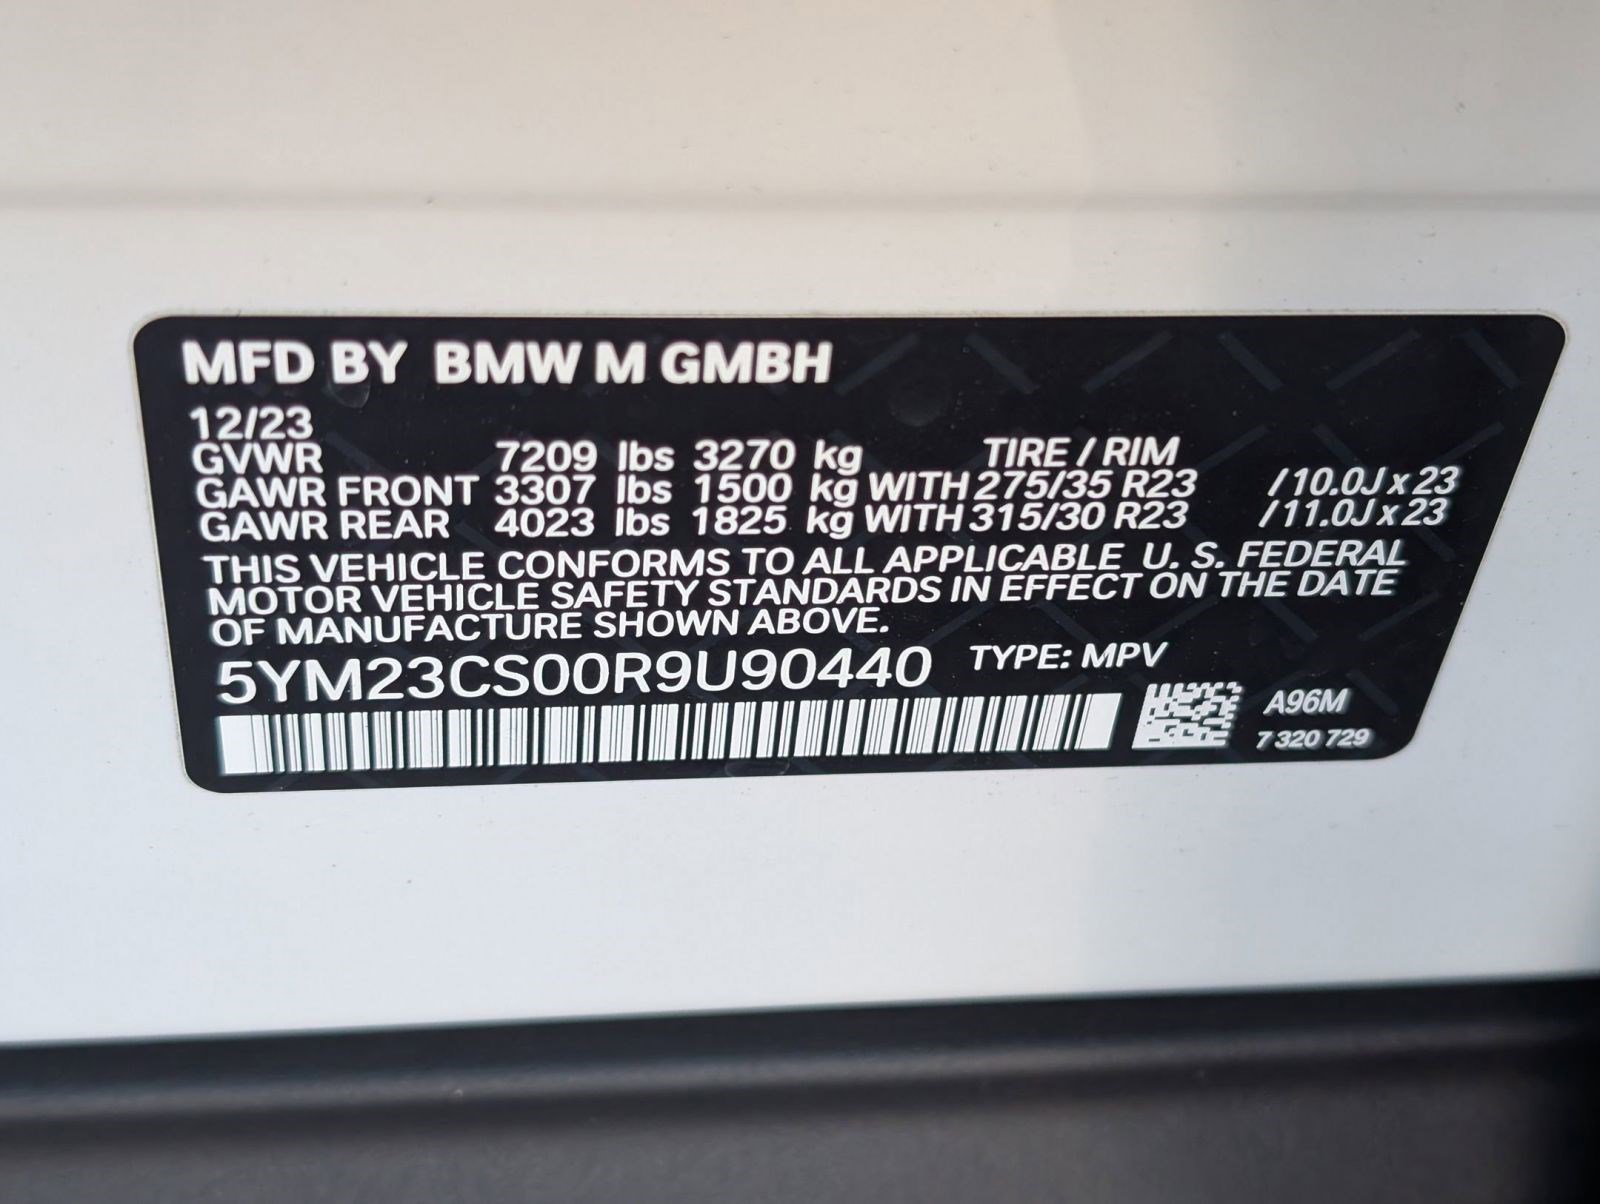 MFD BY BMW M GMBH
12/23
GVWR 7209 lbs 3270 kg TIRE / RIM
GAWR FRONT 3307 lbs 1500 kg WITH 275/35 R23 / 10.0J x 23
GAWR REAR 4023 lbs 1825 kg WITH 315/30 R23 / 11.0J x 23
THIS VEHICLE CONFORMS TO ALL APPLICABLE U. S. FEDERAL
MOTOR VEHICLE SAFETY STANDARDS IN EFFECT ON THE DATE
OF MANUFACTURE SHOWN ABOVE.
5YM23CS00R9U90440 TYPE: MPV
A96M
7 320 729